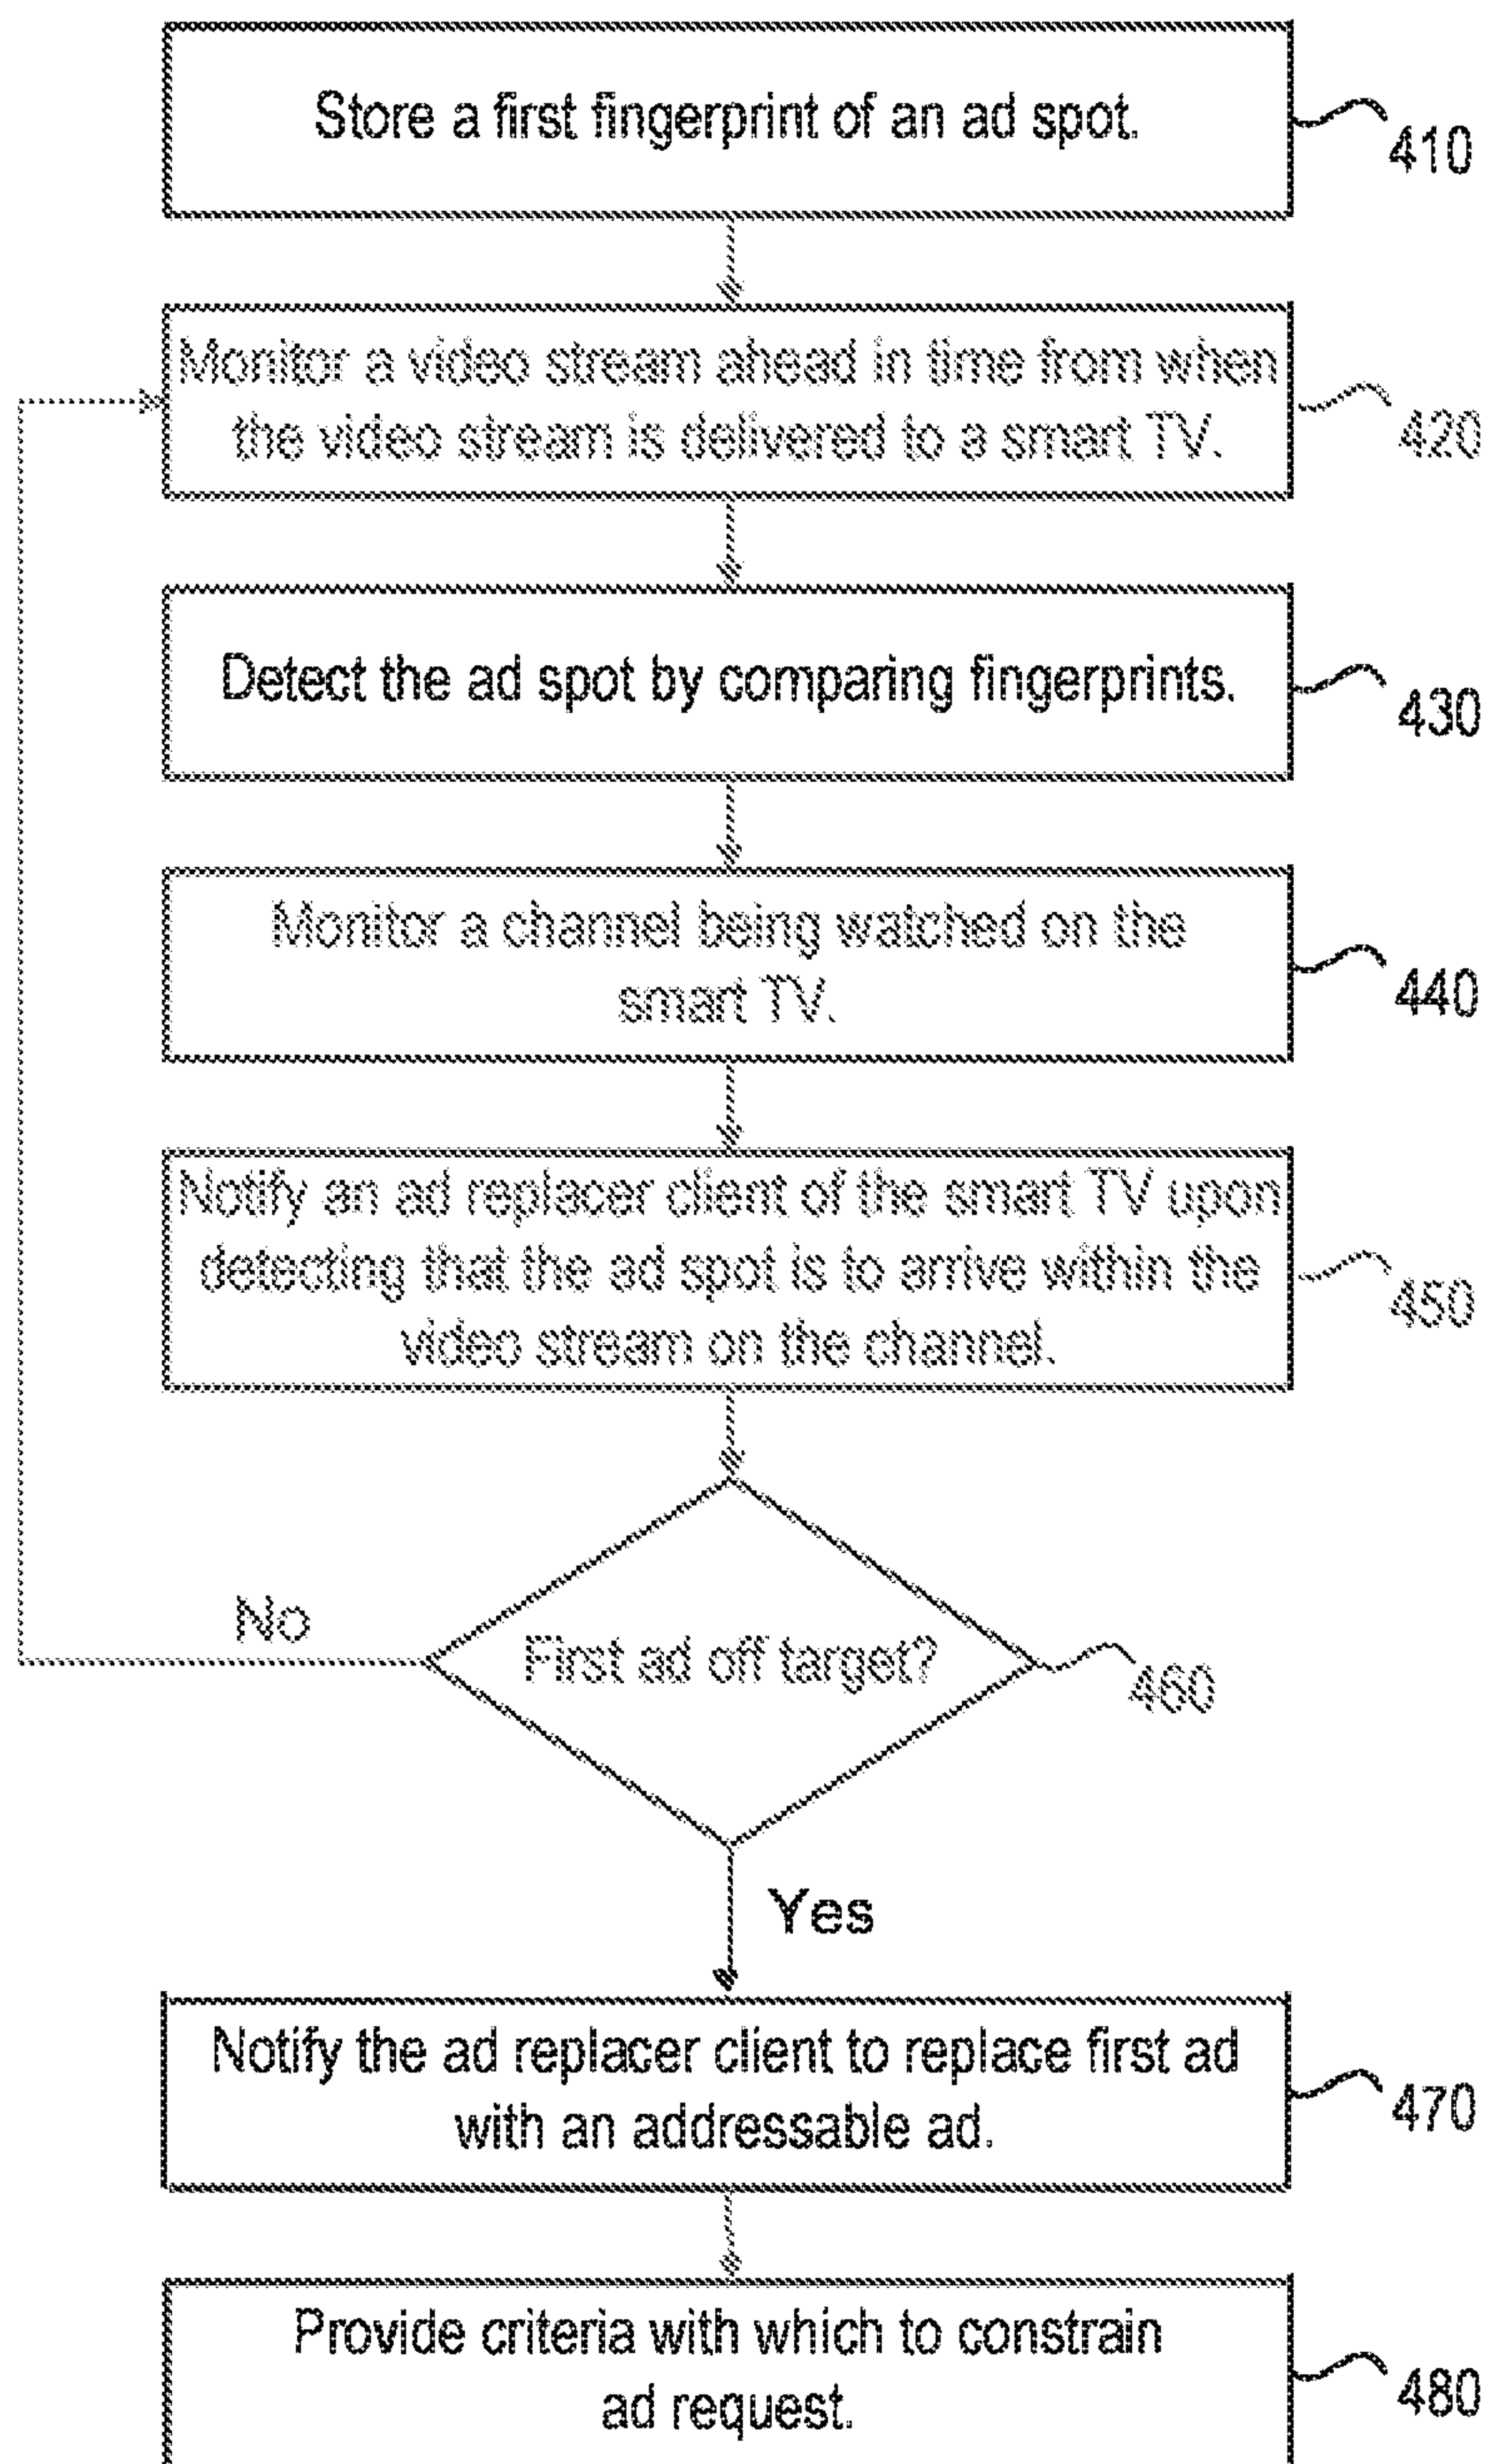 Store a first fingerprint of an ad spot.
410
Monitor a video stream ahead in time from when
the video stream is delivered to a smart TV.
420
Detect the ad spot by comparing fingerprints.
430
Monitor a channel being watched on the
smart TV.
440
Notify an ad replacer client of the smart TV upon
detecting that the ad spot is to arrive within the
video stream on the channel.
450
No
First ad off target?
460
Yes
Notify the ad replacer client to replace first ad
with an addressable ad.
470
Provide criteria with which to constrain
ad request.
480